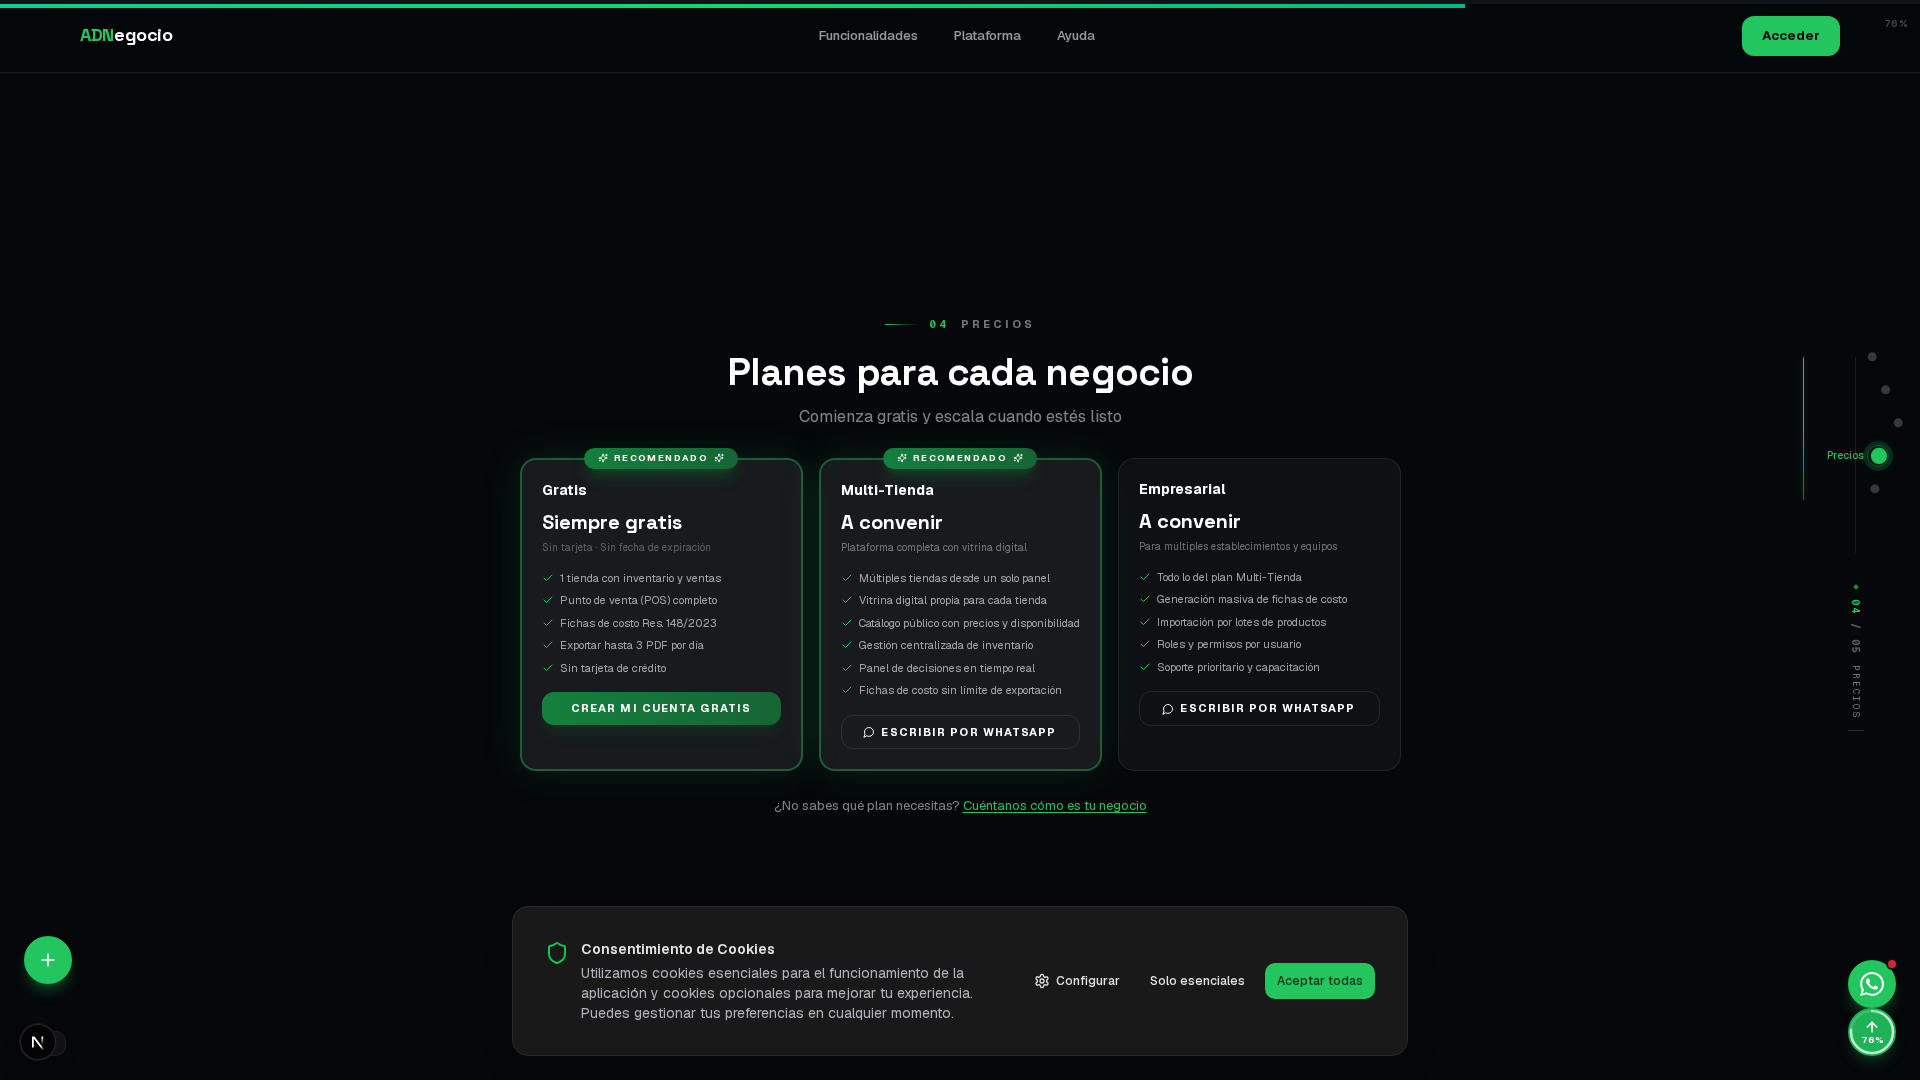 ADNegocio
Funcionalidades
Plataforma
Ayuda
Acceder
76%
04 PRECIOS
Planes para cada negocio
Comienza gratis y escala cuando estés listo
RECOMENDADO
Gratis
Siempre gratis
Sin tarjeta · Sin fecha de expiración
1 tienda con inventario y ventas
Punto de venta (POS) completo
Fichas de costo Res. 148/2023
Exportar hasta 3 PDF por día
Sin tarjeta de crédito
CREAR MI CUENTA GRATIS
RECOMENDADO
Multi-Tienda
A convenir
Plataforma completa con vitrina digital
Múltiples tiendas desde un solo panel
Vitrina digital propia para cada tienda
Catálogo público con precios y disponibilidad
Gestión centralizada de inventario
Panel de decisiones en tiempo real
Fichas de costo sin límite de exportación
ESCRIBIR POR WHATSAPP
Empresarial
A convenir
Para múltiples establecimientos y equipos
Todo lo del plan Multi-Tienda
Generación masiva de fichas de costo
Importación por lotes de productos
Roles y permisos por usuario
Soporte prioritario y capacitación
ESCRIBIR POR WHATSAPP
¿No sabes qué plan necesitas? Cuéntanos cómo es tu negocio
Precios
04 / 05 PRECIOS
Consentimiento de Cookies
Utilizamos cookies esenciales para el funcionamiento de la
aplicación y cookies opcionales para mejorar tu experiencia.
Puedes gestionar tus preferencias en cualquier momento.
Configurar
Solo esenciales
Aceptar todas
N
76%